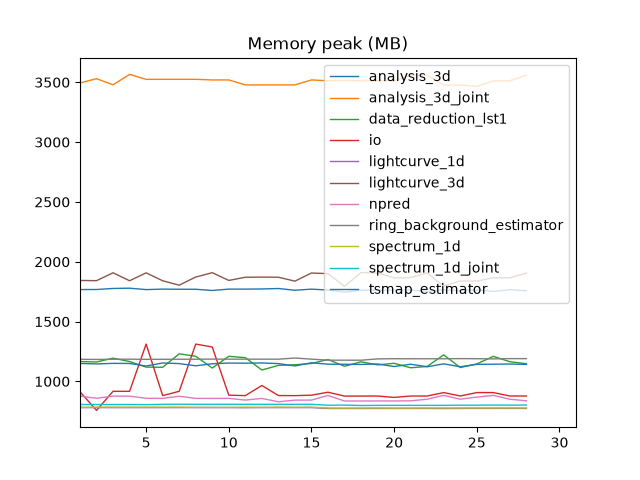 Memory peak (MB)
3500
3000
2500
2000
1500
1000
analysis_3d
analysis_3d_joint
data_reduction_lst1
io
lightcurve_1d
lightcurve_3d
npred
ring_background_estimator
spectrum_1d
spectrum_1d_joint
tsmap_estimator
5 10 15 20 25 30